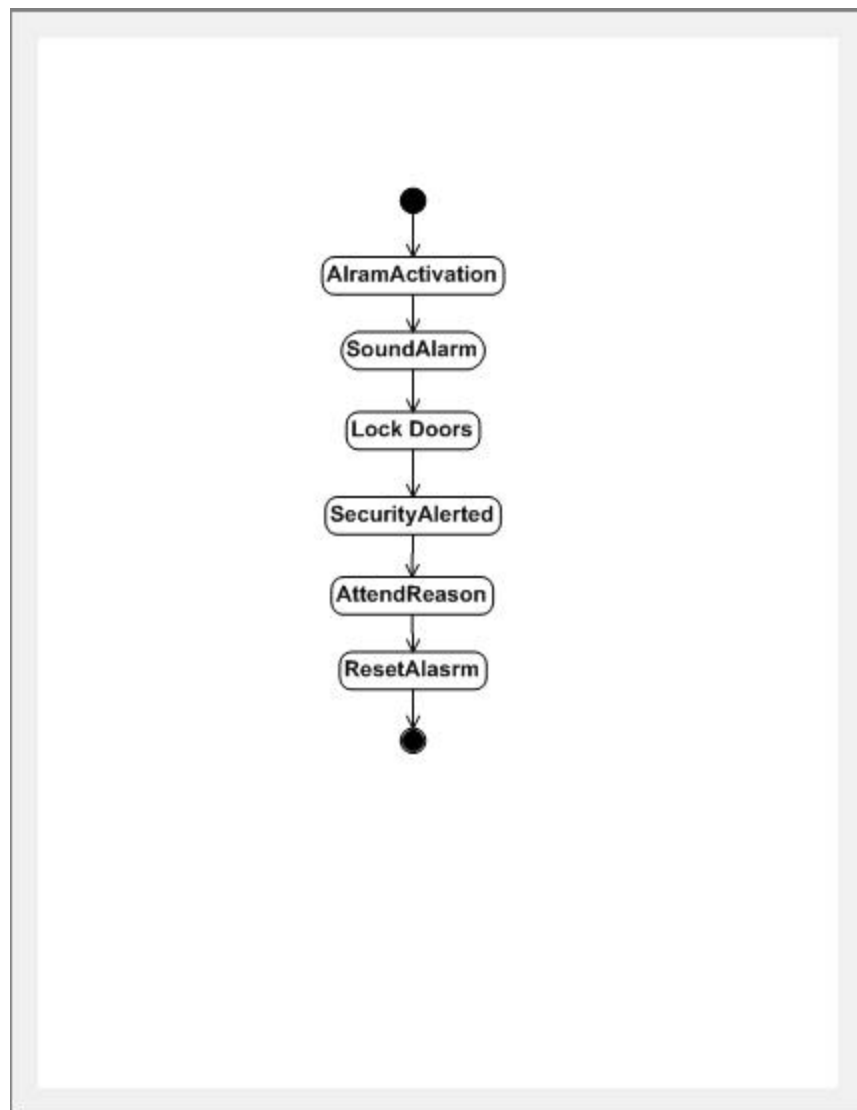 AlramActivation
SoundAlarm
Lock Doors
SecurityAlerted
AttendReason
ResetAlasrm